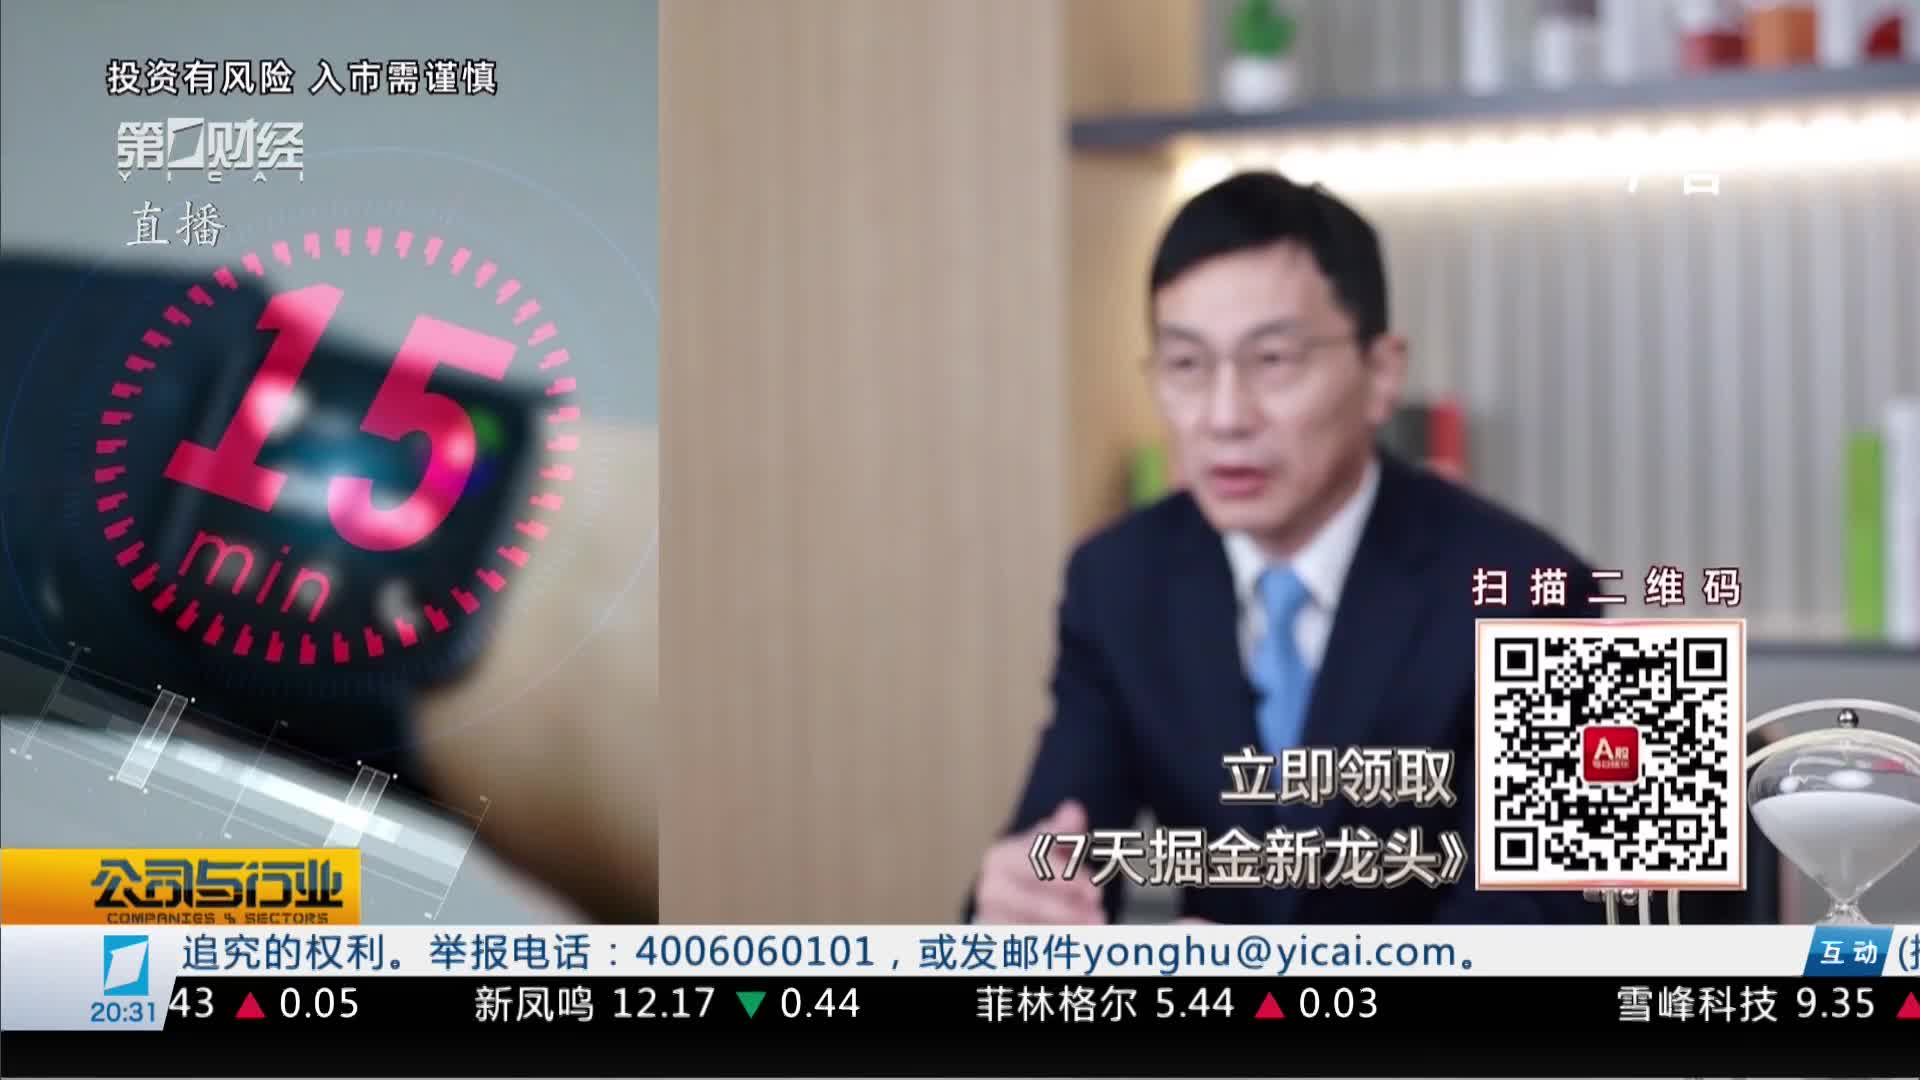 投资有风险 入市需谨慎
第1财经
YICAI
直播
15
min
扫描二维码
A股
立即领取
《7天掘金新龙头》
公司与行业
COMPANIES & SECTORS
追究的权利。举报电话：4006060101，或发邮件yonghu@yicai.com。
互动
20:31
43 ▲ 0.05 新凤鸣 12.17 ▼ 0.44 菲林格尔 5.44 ▲ 0.03 雪峰科技 9.35 ▲